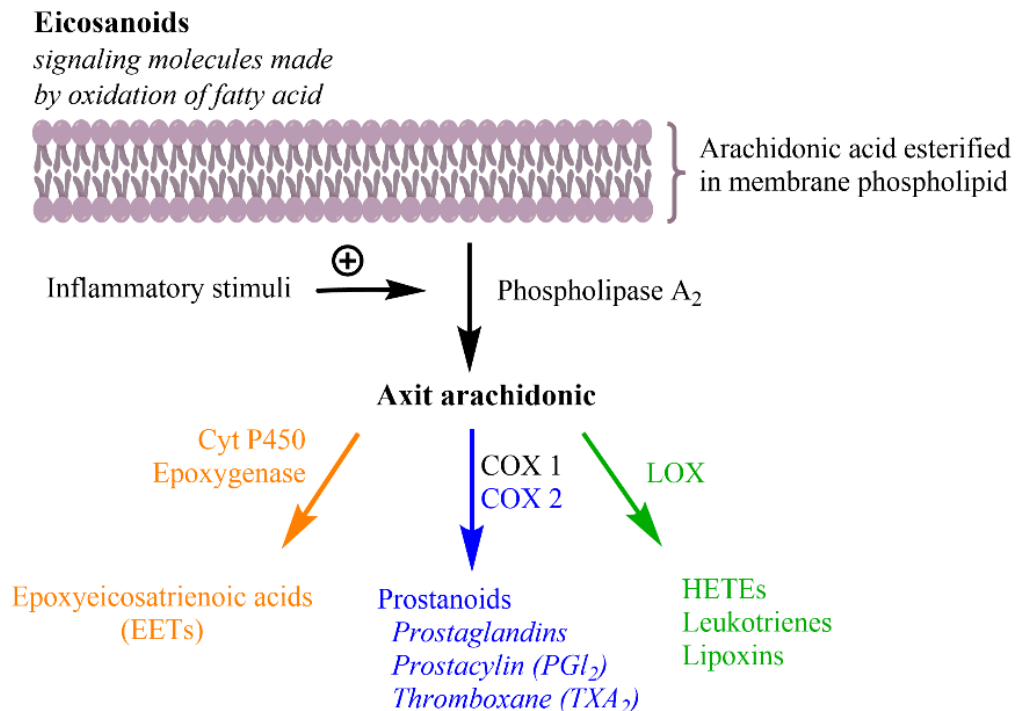 Eicosanoids
signaling molecules made
by oxidation of fatty acid
Arachidonic acid esterified
in membrane phospholipid
Inflammatory stimuli
+
Phospholipase A₂
Axit arachidonic
Cyt P450
Epoxygenase
COX 1
COX 2
LOX
Epoxyeicosatrienoic acids
(EETs)
Prostanoids
Prostaglandins
Prostacylin (PGl₂)
Thromboxane (TXA₂)
HETEs
Leukotrienes
Lipoxins